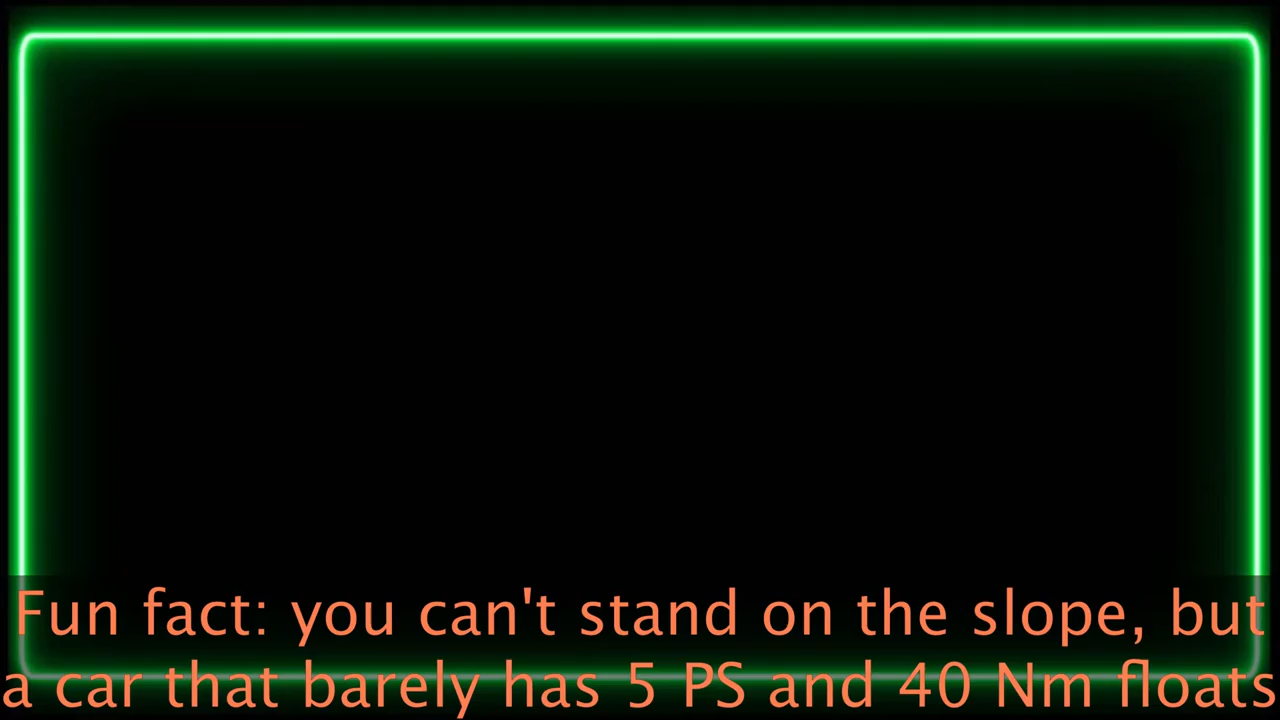 Fun fact: you can't stand on the slope, but
a car that barely has 5 PS and 40 Nm floats